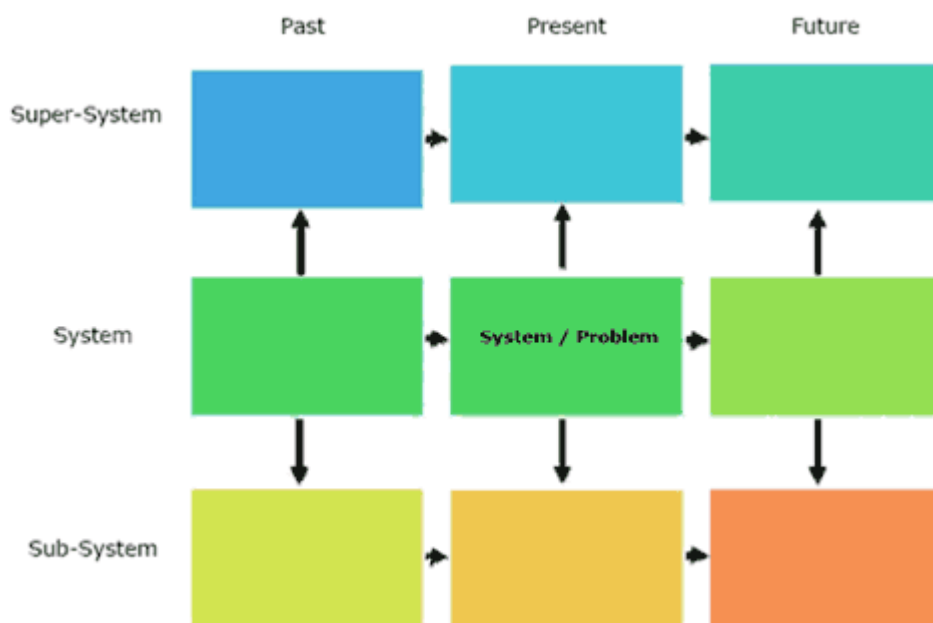 Past Present Future
Super-System
System
System / Problem
Sub-System